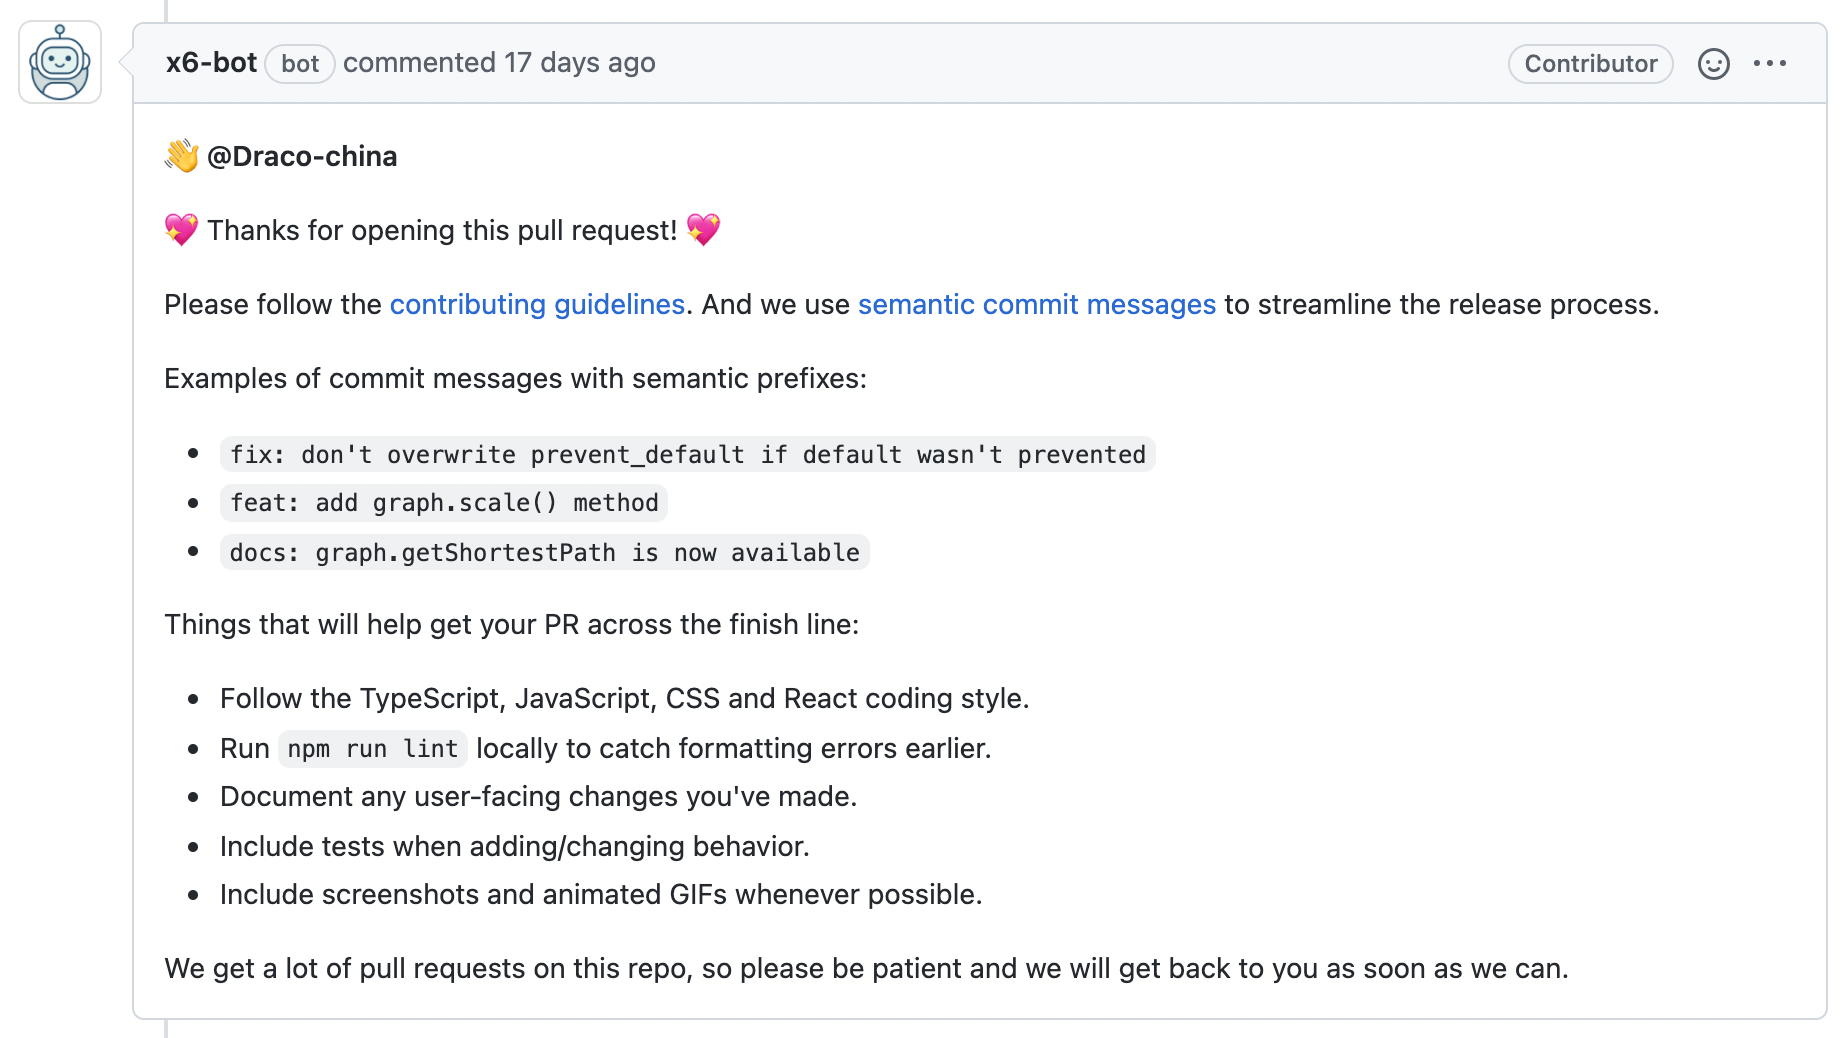 x6-bot bot commented 17 days ago Contributor
👋 @Draco-china
💖 Thanks for opening this pull request! 💖
Please follow the contributing guidelines. And we use semantic commit messages to streamline the release process.
Examples of commit messages with semantic prefixes:
• fix: don't overwrite prevent_default if default wasn't prevented
• feat: add graph.scale() method
• docs: graph.getShortestPath is now available
Things that will help get your PR across the finish line:
• Follow the TypeScript, JavaScript, CSS and React coding style.
• Run npm run lint locally to catch formatting errors earlier.
• Document any user-facing changes you've made.
• Include tests when adding/changing behavior.
• Include screenshots and animated GIFs whenever possible.
We get a lot of pull requests on this repo, so please be patient and we will get back to you as soon as we can.